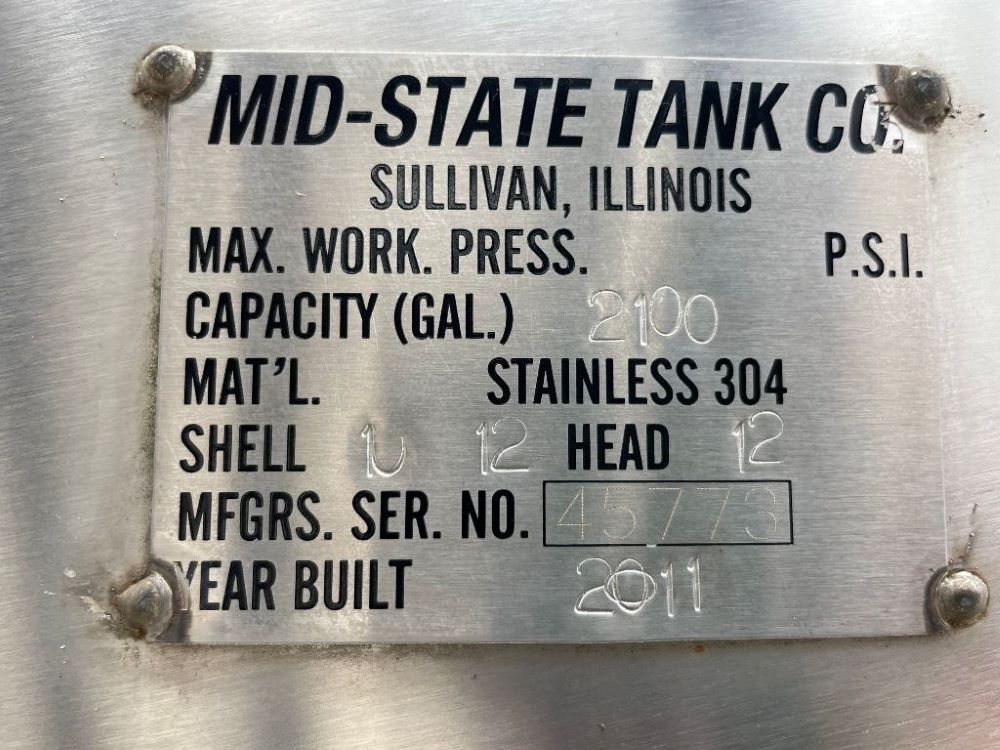 MID-STATE TANK CO.
SULLIVAN, ILLINOIS
MAX. WORK. PRESS. P.S.I.
CAPACITY (GAL.) 2100
MAT'L. STAINLESS 304
SHELL 12 HEAD 12
MFGRS. SER. NO. 45773
YEAR BUILT 2011